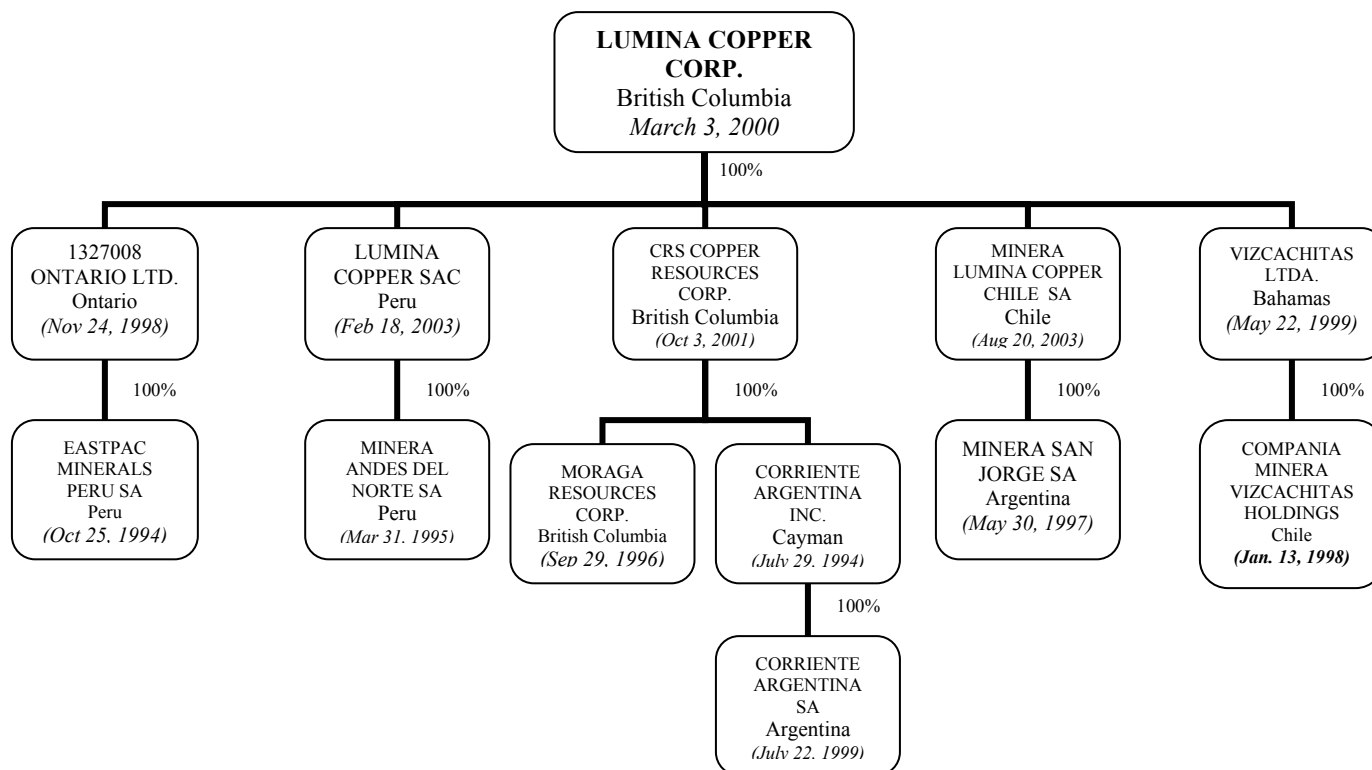 LUMINA COPPER
CORP.
British Columbia
March 3, 2000
100%
1327008
ONTARIO LTD.
Ontario
(Nov 24, 1998)
LUMINA
COPPER SAC
Peru
(Feb 18, 2003)
CRS COPPER
RESOURCES
CORP.
British Columbia
(Oct 3, 2001)
MINERA
LUMINA COPPER
CHILE SA
Chile
(Aug 20, 2003)
VIZCACHITAS
LTDA.
Bahamas
(May 22, 1999)
100%
100%
100%
100%
100%
EASTPAC
MINERALS
PERU SA
Peru
(Oct 25, 1994)
MINERA
ANDES DEL
NORTE SA
Peru
(Mar 31, 1995)
MORAGA
RESOURCES
CORP.
British Columbia
(Sep 29, 1996)
CORRIENTE
ARGENTINA
INC.
Cayman
(July 29, 1994)
MINERA SAN
JORGE SA
Argentina
(May 30, 1997)
COMPANIA
MINERA
VIZCACHITAS
HOLDINGS
Chile
(Jan. 13, 1998)
100%
CORRIENTE
ARGENTINA
SA
Argentina
(July 22, 1999)